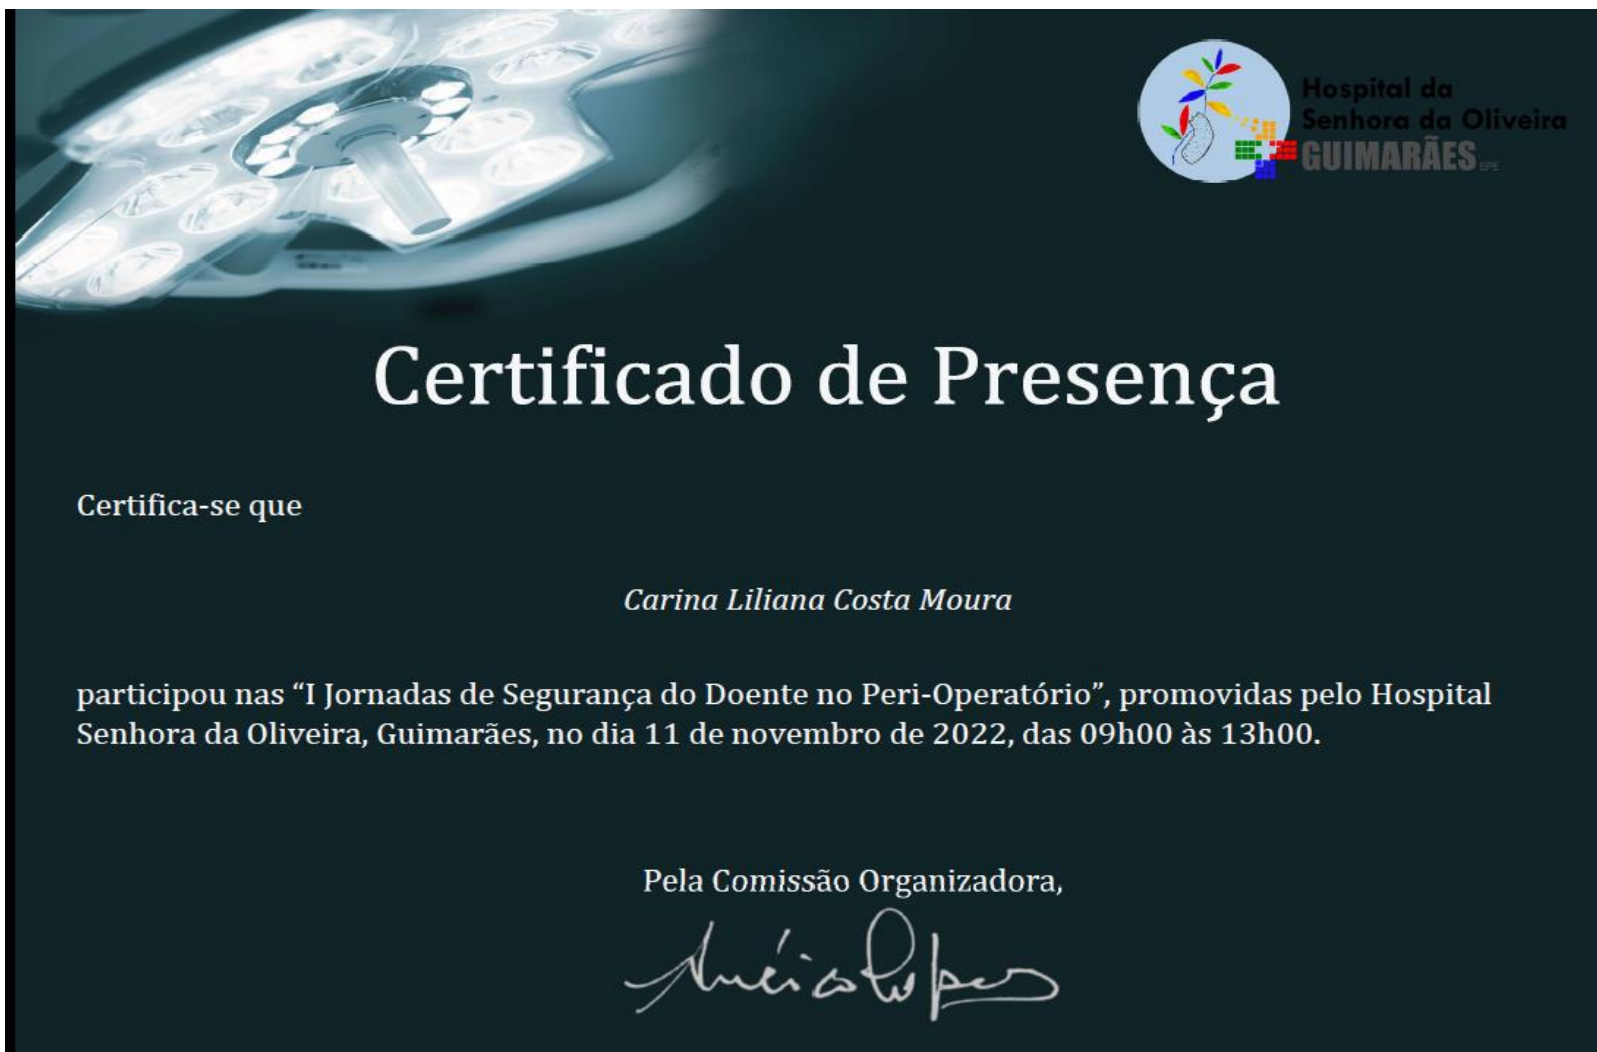 Hospital da
Senhora da Oliveira
GUIMARÃES EPE
Certificado de Presença
Certifica-se que
Carina Liliana Costa Moura
participou nas “I Jornadas de Segurança do Doente no Peri-Operatório”, promovidas pelo Hospital
Senhora da Oliveira, Guimarães, no dia 11 de novembro de 2022, das 09h00 às 13h00.
Pela Comissão Organizadora,